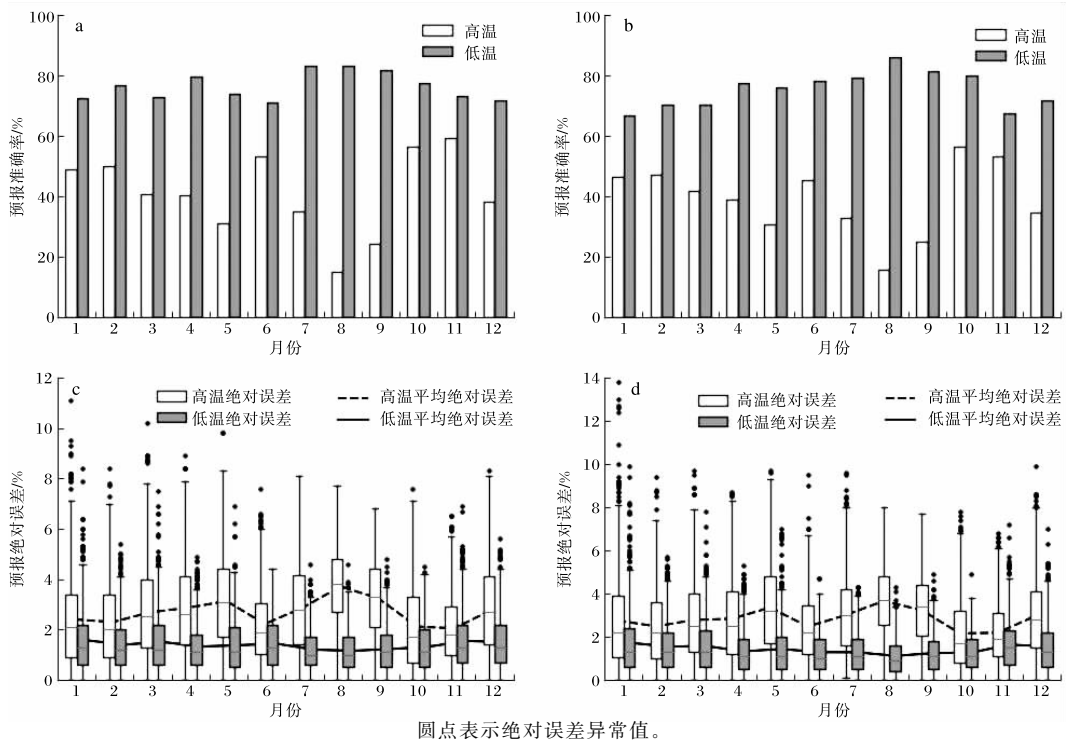 a
高温
低温
预报准确率/%
100
80
60
40
20
0
1 2 3 4 5 6 7 8 9 10 11 12
月份
b
高温
低温
预报准确率/%
100
80
60
40
20
0
1 2 3 4 5 6 7 8 9 10 11 12
月份
c
高温绝对误差 高温平均绝对误差
低温绝对误差 低温平均绝对误差
预报绝对误差/%
12
10
8
6
4
2
0
1 2 3 4 5 6 7 8 9 10 11 12
月份
d
高温绝对误差 高温平均绝对误差
低温绝对误差 低温平均绝对误差
预报绝对误差/%
14
12
10
8
6
4
2
0
1 2 3 4 5 6 7 8 9 10 11 12
月份
圆点表示绝对误差异常值。